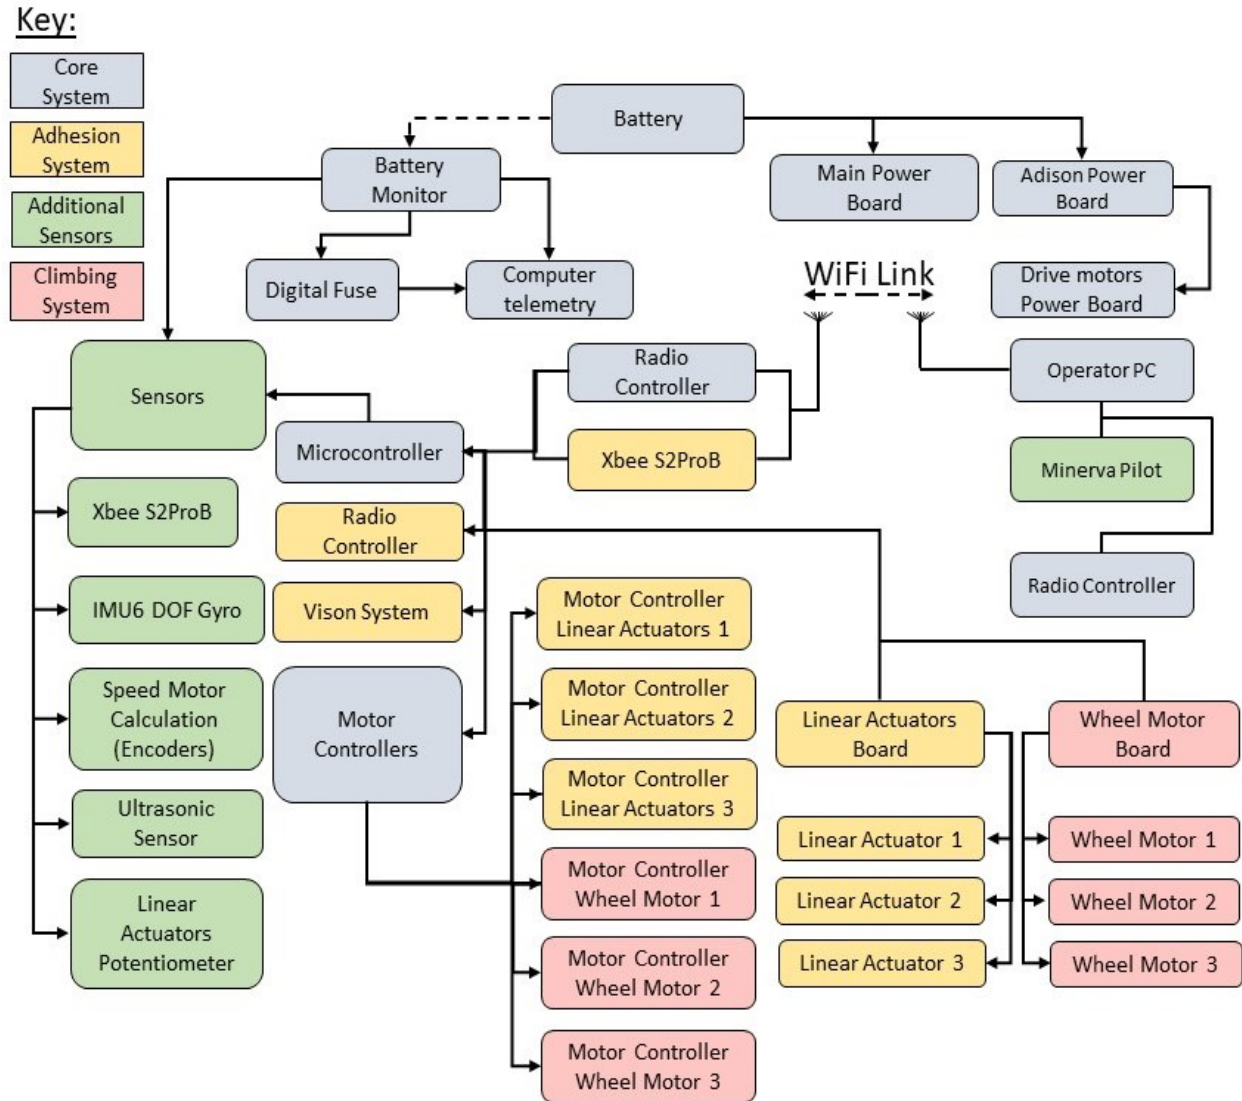 Key:
Core
System
Adhesion
System
Additional
Sensors
Climbing
System
Battery
Battery
Monitor
Main Power
Board
Adison Power
Board
Digital Fuse
Computer
telemetry
WiFi Link
Drive motors
Power Board
Sensors
Radio
Controller
Operator PC
Microcontroller
Xbee S2ProB
Minerva Pilot
Xbee S2ProB
Radio
Controller
Radio Controller
IMU6 DOF Gyro
Vison System
Motor Controller
Linear Actuators 1
Speed Motor
Calculation
(Encoders)
Motor
Controllers
Motor Controller
Linear Actuators 2
Linear Actuators
Board
Wheel Motor
Board
Motor Controller
Linear Actuators 3
Ultrasonic
Sensor
Linear Actuator 1
Wheel Motor 1
Motor Controller
Wheel Motor 1
Linear Actuator 2
Wheel Motor 2
Linear
Actuators
Potentiometer
Motor Controller
Wheel Motor 2
Linear Actuator 3
Wheel Motor 3
Motor Controller
Wheel Motor 3